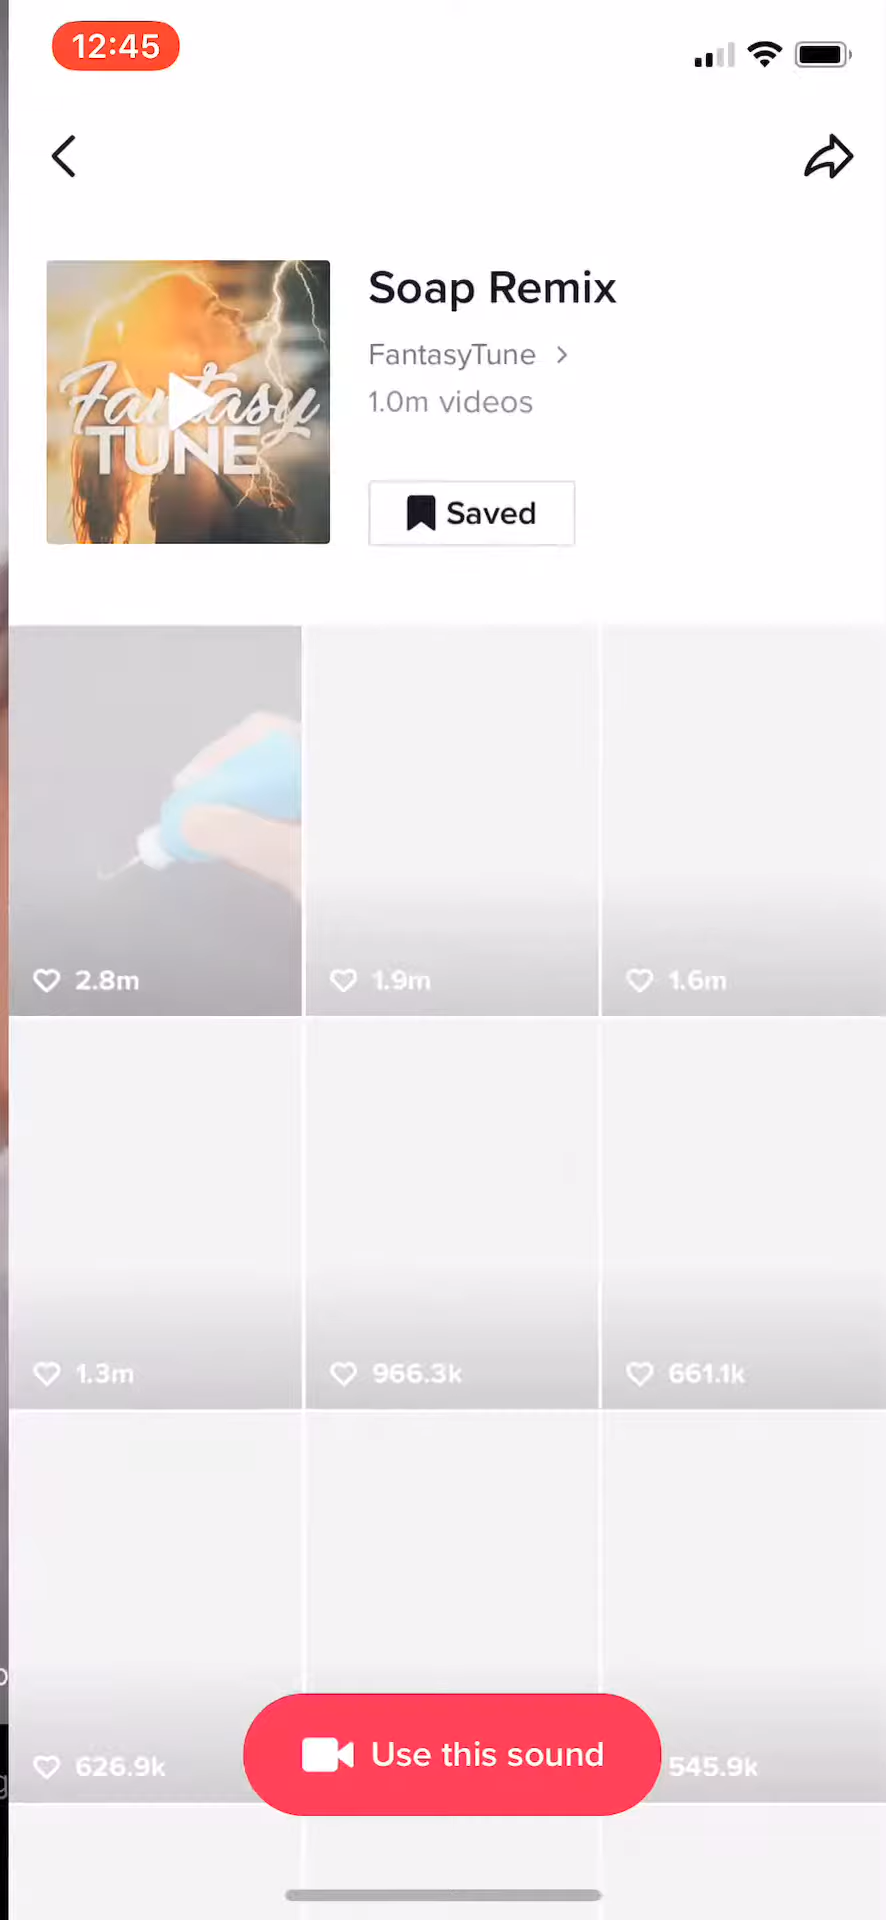 12:45
Soap Remix
FantasyTune
1.0m videos
Fantasy
TUNE
Saved
2.8m
1.9m
1.6m
1.3m
966.3k
661.1k
626.9k
Use this sound
545.9k